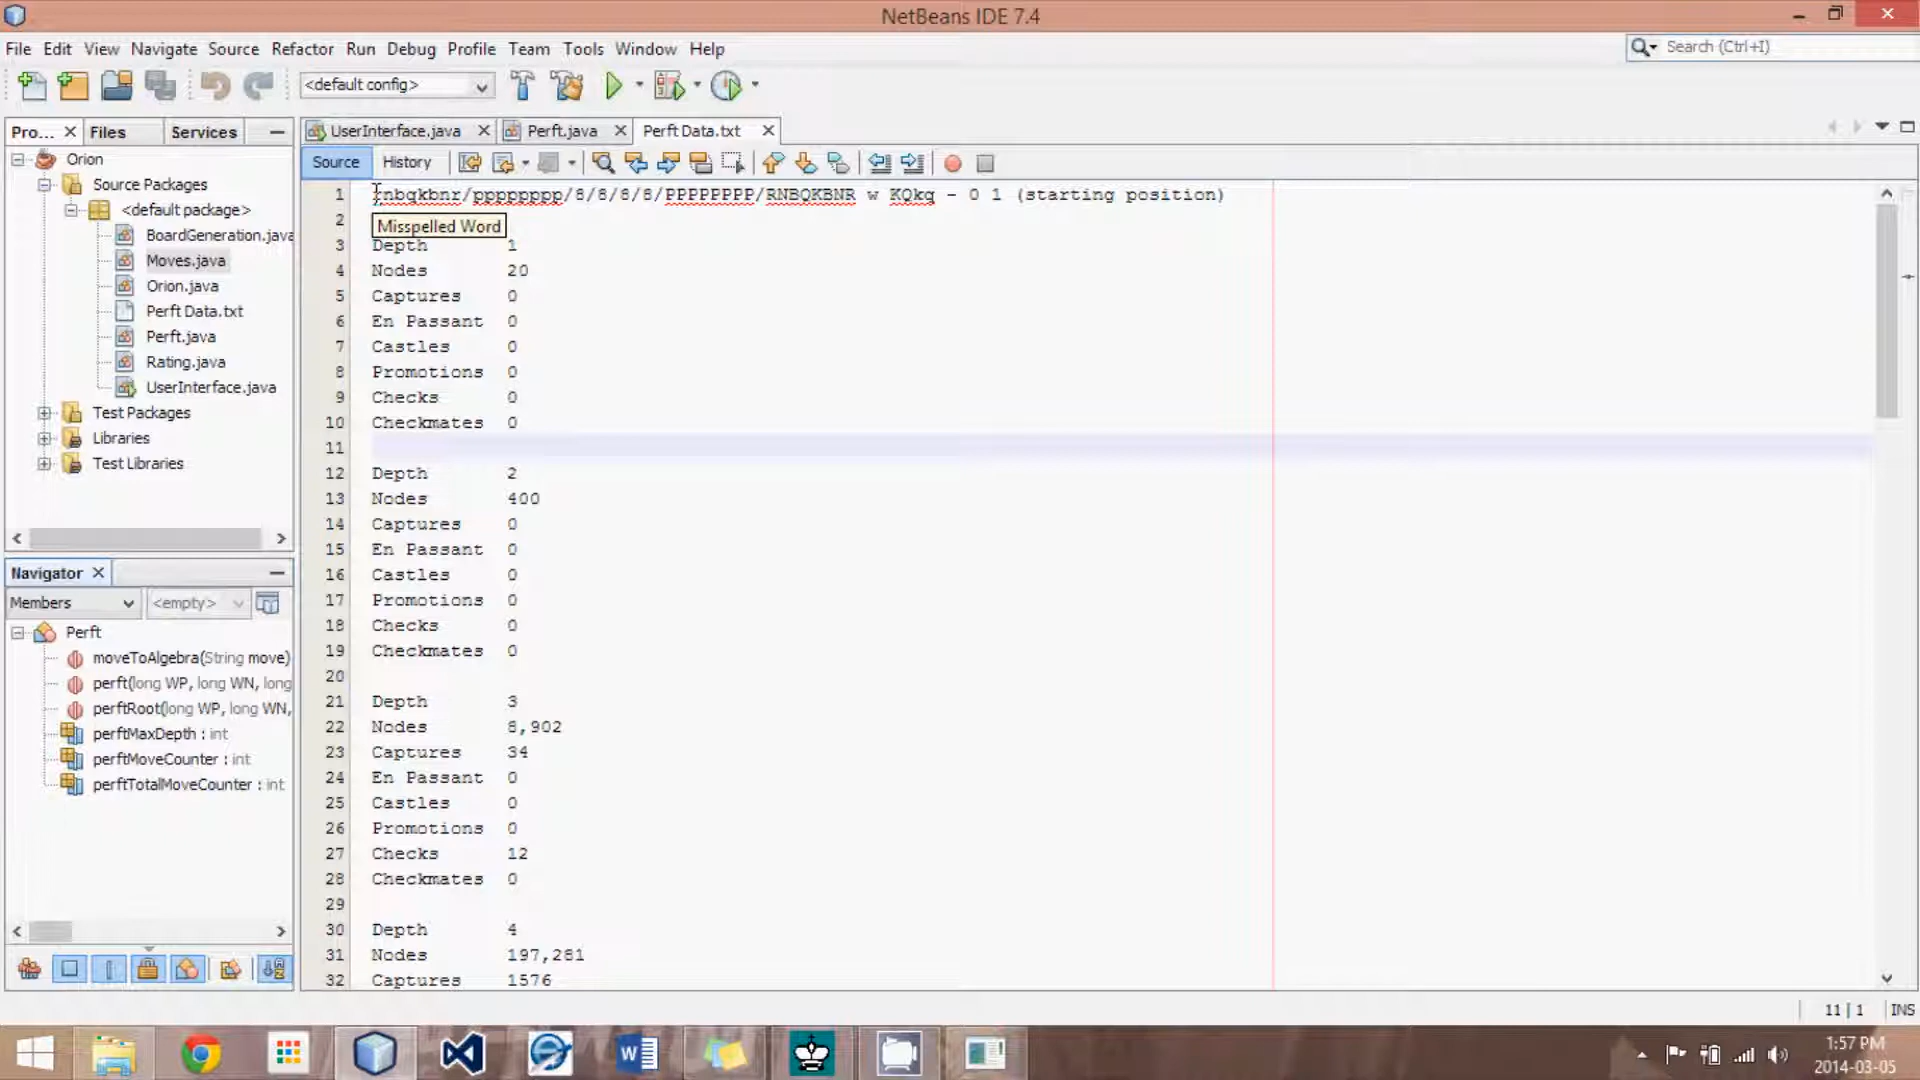 NetBeans IDE 7.4
File Edit View Navigate Source Refactor Run Debug Profile Team Tools Window Help
Search (Ctrl+I)
<default config>
Pro... Files Services
UserInterface.java Perft.java Perft Data.txt
Source History
Orion
Source Packages
<default package>
BoardGeneration.java
Moves.java
Orion.java
Perft Data.txt
Perft.java
Rating.java
UserInterface.java
Test Packages
Libraries
Test Libraries
Navigator
Members <empty>
Perft
moveToAlgebra(String move)
perft(long WP, long WN, long
perftRoot(long WP, long WN,
perftMaxDepth : int
perftMoveCounter : int
perftTotalMoveCounter : int
1 rnbqkbnr/pppppppp/8/8/8/8/PPPPPPPP/RNBQKBNR w KQkq - 0 1 (starting position)
2 Misspelled Word
3 Depth 1
4 Nodes 20
5 Captures 0
6 En Passant 0
7 Castles 0
8 Promotions 0
9 Checks 0
10 Checkmates 0
11
12 Depth 2
13 Nodes 400
14 Captures 0
15 En Passant 0
16 Castles 0
17 Promotions 0
18 Checks 0
19 Checkmates 0
20
21 Depth 3
22 Nodes 8,902
23 Captures 34
24 En Passant 0
25 Castles 0
26 Promotions 0
27 Checks 12
28 Checkmates 0
29
30 Depth 4
31 Nodes 197,281
32 Captures 1576
11 | 1 INS
1:57 PM
2014-03-05